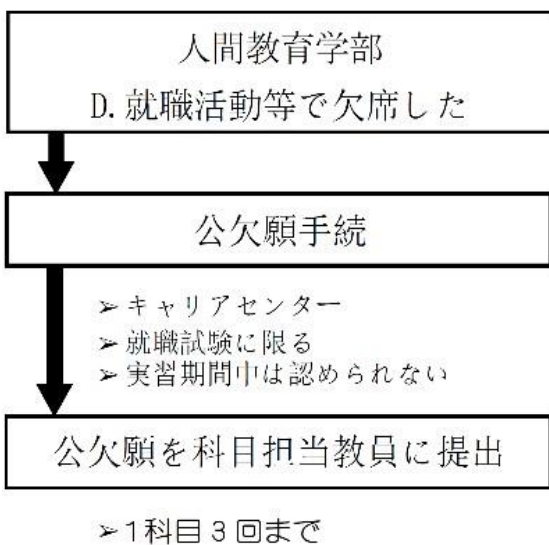 人間教育学部
D.就職活動等で欠席した
公欠願手続
➢キャリアセンター
➢就職試験に限る
➢実習期間中は認められない
公欠願を科目担当教員に提出
➢1科目3回まで